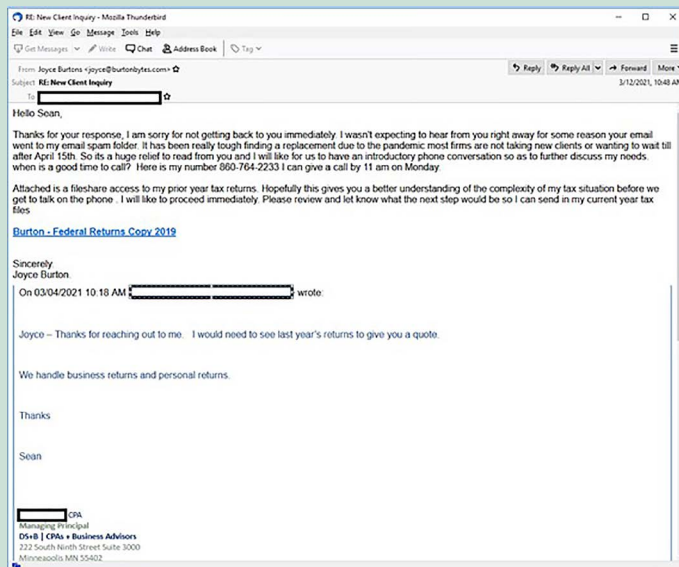 RE: New Client Inquiry - Mozilla Thunderbird
File Edit View Go Message Tools Help
Get Messages Write Chat Address Book Tag
From Joyce Burtons <joyce@burtonbytes.com> Reply Reply All Forward More
Subject RE: New Client Inquiry 3/12/2021, 10:48 AM
To
Hello Sean,
Thanks for your response, I am sorry for not getting back to you immediately. I wasn't expecting to hear from you right away for some reason your email
went to my email spam folder. It has been really tough finding a replacement due to the pandemic most firms are not taking new clients or wanting to wait till
after April 15th. So its a huge relief to read from you and I will like for us to have an introductory phone conversation so as to further discuss my needs.
when is a good time to call? Here is my number 860-764-2233 I can give a call by 11 am on Monday.
Attached is a fileshare access to my prior year tax returns. Hopefully this gives you a better understanding of the complexity of my tax situation before we
get to talk on the phone . I will like to proceed immediately. Please review and let know what the next step would be so I can send in my current year tax
files
Burton - Federal Returns Copy 2019
Sincerely.
Joyce Burton.
On 03/04/2021 10:18 AM wrote:
Joyce – Thanks for reaching out to me. I would need to see last year's returns to give you a quote.
We handle business returns and personal returns.
Thanks
Sean
CPA
Managing Principal
DS+B | CPAs + Business Advisors
222 South Ninth Street Suite 3000
Minneapolis MN 55402